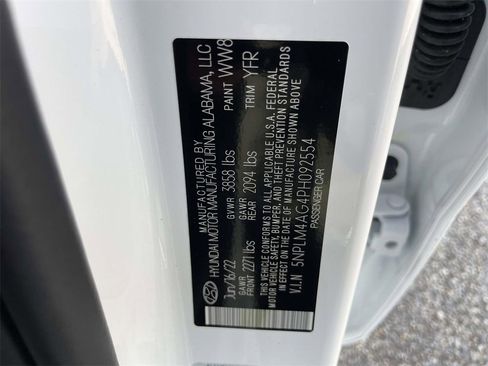 MANUFACTURED BY
HYUNDAI MOTOR MANUFACTURING ALABAMA, LLC
Jun/16/22 GVWR 3858 lbs PAINT WW8
GAWR FRONT 2271 lbs GAWR REAR 2094 lbs TRIM YFR
THIS VEHICLE CONFORMS TO ALL APPLICABLE U.S.A. FEDERAL
MOTOR VEHICLE SAFETY, BUMPER, AND THEFT PREVENTION STANDARDS
IN EFFECT ON THE DATE OF MANUFACTURE SHOWN ABOVE
V.I.N 5NPLM4AG4PH092554
PASSENGER CAR